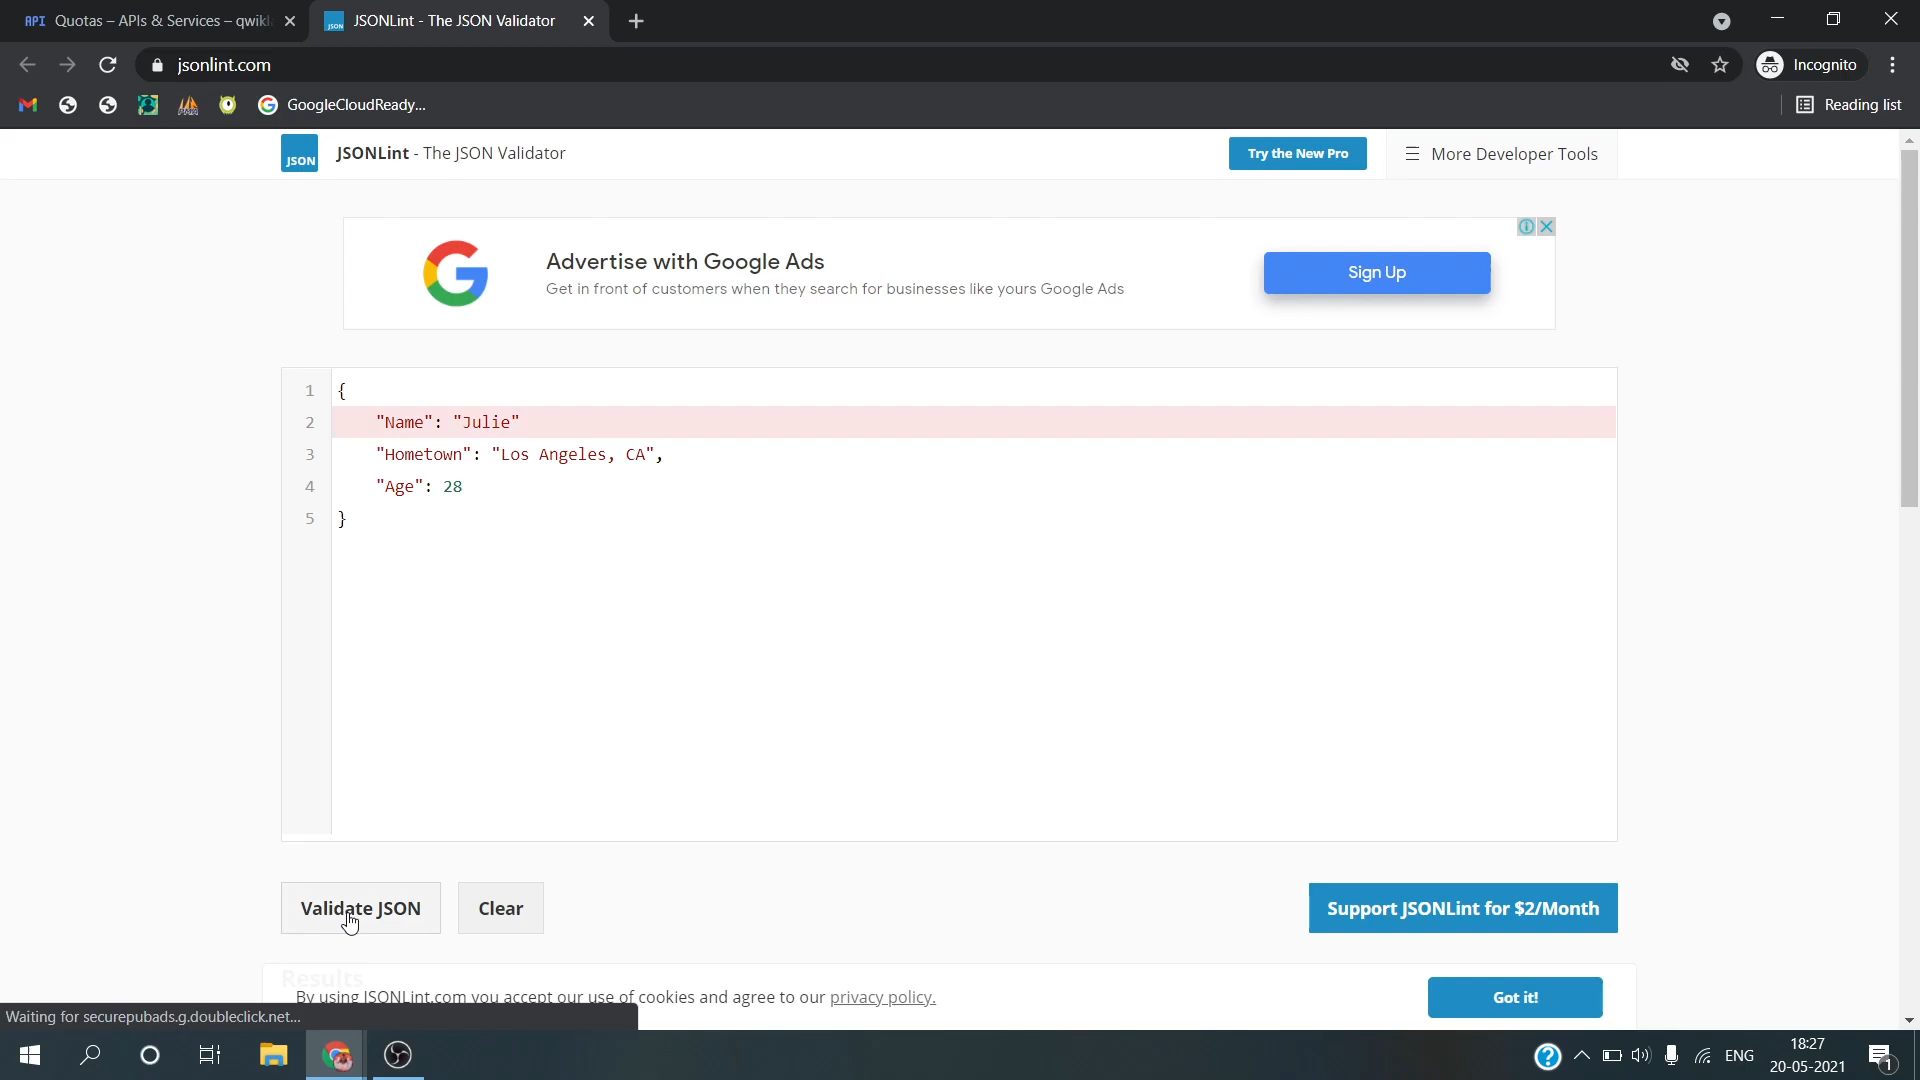 API Quotas – APIs & Services – qwikl
JSON JSONLint - The JSON Validator
jsonlint.com
Incognito
GoogleCloudReady...
Reading list
JSON JSONLint - The JSON Validator
Try the New Pro
More Developer Tools
Advertise with Google Ads
Get in front of customers when they search for businesses like yours Google Ads
Sign Up
1 {
2 "Name": "Julie"
3 "Hometown": "Los Angeles, CA",
4 "Age": 28
5 }
Validate JSON
Clear
Support JSONLint for $2/Month
Results
By using JSONLint.com you accept our use of cookies and agree to our privacy policy.
Got it!
Waiting for securepubads.g.doubleclick.net...
ENG
18:27
20-05-2021
1